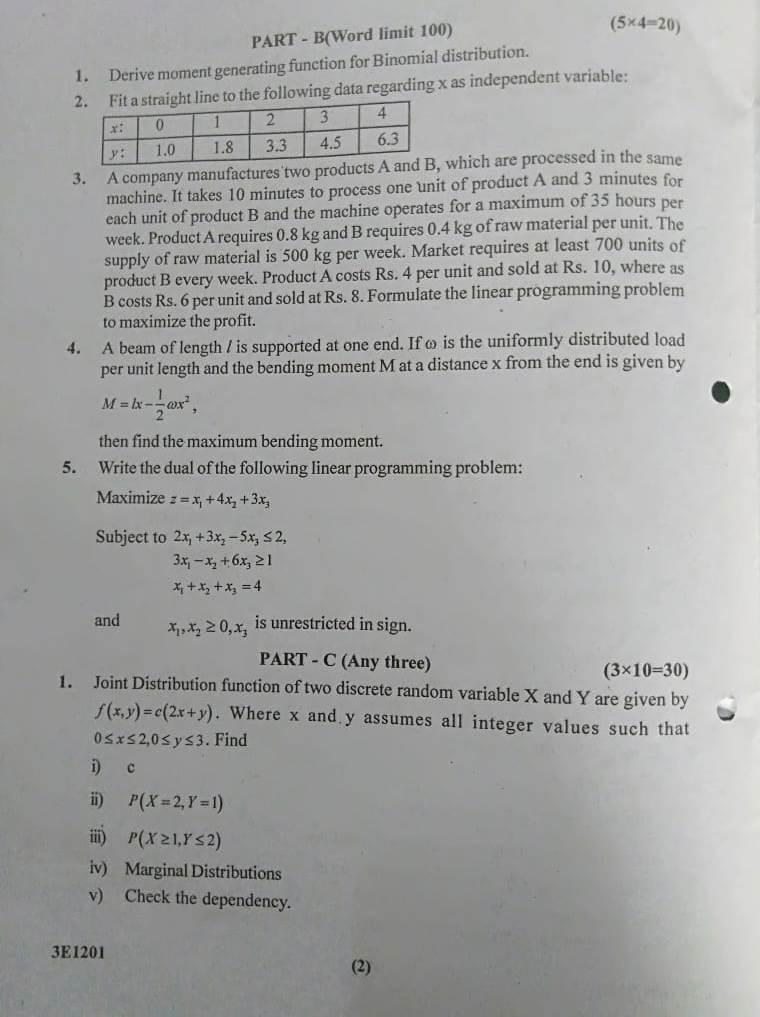 PART - B(Word limit 100) (5×4=20)
1. Derive moment generating function for Binomial distribution.
2. Fit a straight line to the following data regarding x as independent variable:
x: 0 1 2 3 4
y: 1.0 1.8 3.3 4.5 6.3
3. A company manufactures two products A and B, which are processed in the same
machine. It takes 10 minutes to process one unit of product A and 3 minutes for
each unit of product B and the machine operates for a maximum of 35 hours per
week. Product A requires 0.8 kg and B requires 0.4 kg of raw material per unit. The
supply of raw material is 500 kg per week. Market requires at least 700 units of
product B every week. Product A costs Rs. 4 per unit and sold at Rs. 10, where as
B costs Rs. 6 per unit and sold at Rs. 8. Formulate the linear programming problem
to maximize the profit.
4. A beam of length l is supported at one end. If ω is the uniformly distributed load
per unit length and the bending moment M at a distance x from the end is given by
M = lx − 1/2 ωx²,
then find the maximum bending moment.
5. Write the dual of the following linear programming problem:
Maximize z = x₁ + 4x₂ + 3x₃
Subject to 2x₁ + 3x₂ − 5x₃ ≤ 2,
3x₁ − x₂ + 6x₃ ≥ 1
x₁ + x₂ + x₃ = 4
and x₁, x₂ ≥ 0, x₃ is unrestricted in sign.
PART - C (Any three) (3×10=30)
1. Joint Distribution function of two discrete random variable X and Y are given by
f(x,y) = c(2x+y). Where x and y assumes all integer values such that
0 ≤ x ≤ 2, 0 ≤ y ≤ 3. Find
i) c
ii) P(X = 2, Y = 1)
iii) P(X ≥ 1, Y ≤ 2)
iv) Marginal Distributions
v) Check the dependency.
3E1201
(2)